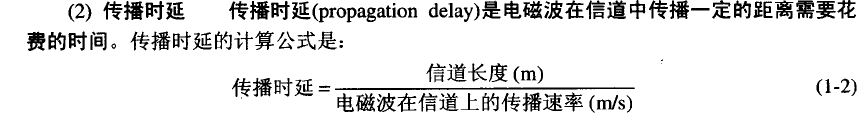 (2) 传播时延 传播时延(propagation delay)是电磁波在信道中传播一定的距离需要花
费的时间。传播时延的计算公式是：
传播时延 = 信道长度 (m) / 电磁波在信道上的传播速率 (m/s) (1-2)